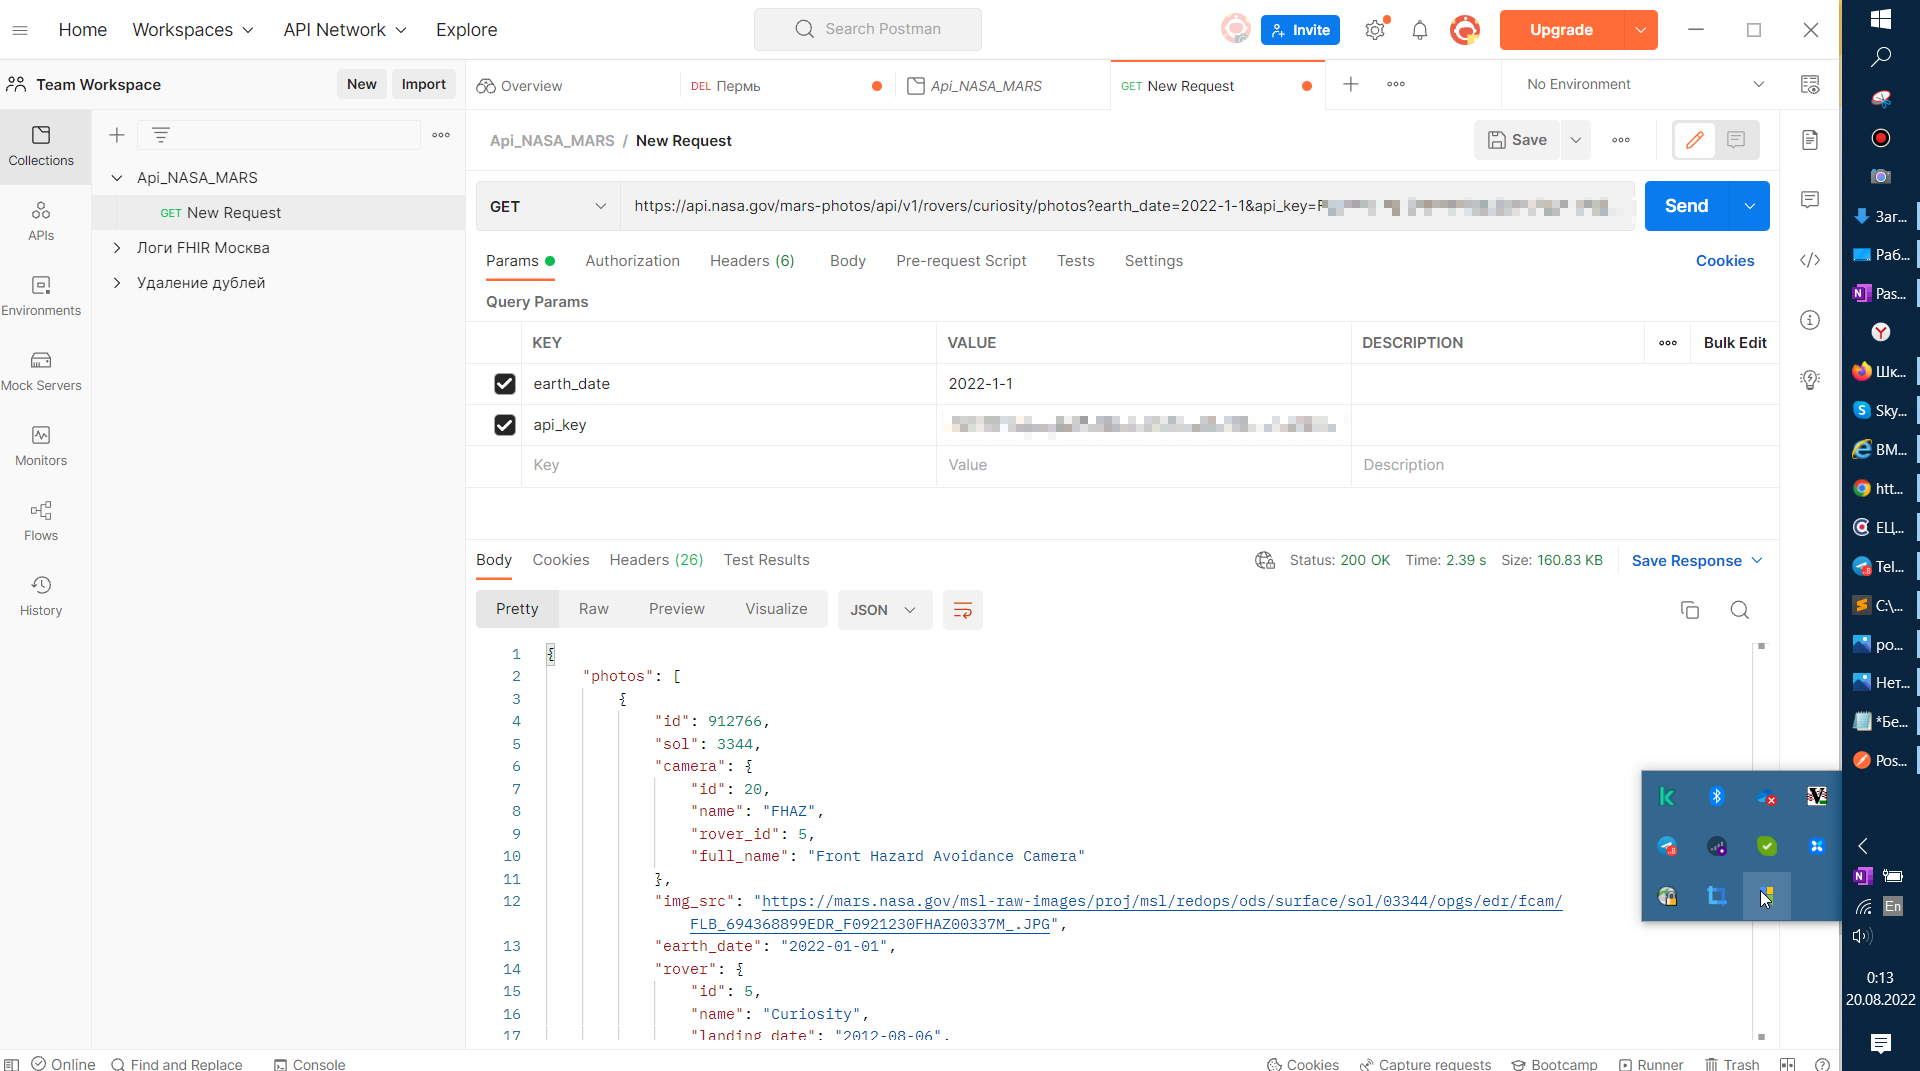 Home
Workspaces
API Network
Explore
Search Postman
Invite
Upgrade
Team Workspace
New
Import
Overview
DEL Пермь
Api_NASA_MARS
GET New Request
No Environment
Collections
APIs
Environments
Mock Servers
Monitors
Flows
History
Api_NASA_MARS
GET New Request
Логи FHIR Москва
Удаление дублей
Api_NASA_MARS / New Request
Save
GET
https://api.nasa.gov/mars-photos/api/v1/rovers/curiosity/photos?earth_date=2022-1-1&api_key=
Send
Params
Authorization
Headers (6)
Body
Pre-request Script
Tests
Settings
Cookies
Query Params
KEY VALUE DESCRIPTION
Bulk Edit
earth_date 2022-1-1
api_key
Key Value Description
Body
Cookies
Headers (26)
Test Results
Status: 200 OK Time: 2.39 s Size: 160.83 KB
Save Response
Pretty
Raw
Preview
Visualize
JSON
1 {
2 "photos": [
3 {
4 "id": 912766,
5 "sol": 3344,
6 "camera": {
7 "id": 20,
8 "name": "FHAZ",
9 "rover_id": 5,
10 "full_name": "Front Hazard Avoidance Camera"
11 },
12 "img_src": "https://mars.nasa.gov/msl-raw-images/proj/msl/redops/ods/surface/sol/03344/opgs/edr/fcam/
FLB_694368899EDR_F0921230FHAZ00337M_.JPG",
13 "earth_date": "2022-01-01",
14 "rover": {
15 "id": 5,
16 "name": "Curiosity",
17 "landing_date": "2012-08-06",
Online
Find and Replace
Console
Cookies
Capture requests
Bootcamp
Runner
Trash
Заг...
Раб...
Pas...
Шк...
Sky...
ВМ...
htt...
ЕЦ...
Tel...
C:\...
po...
Нет...
*Бе...
Pos...
En
0:13
20.08.2022